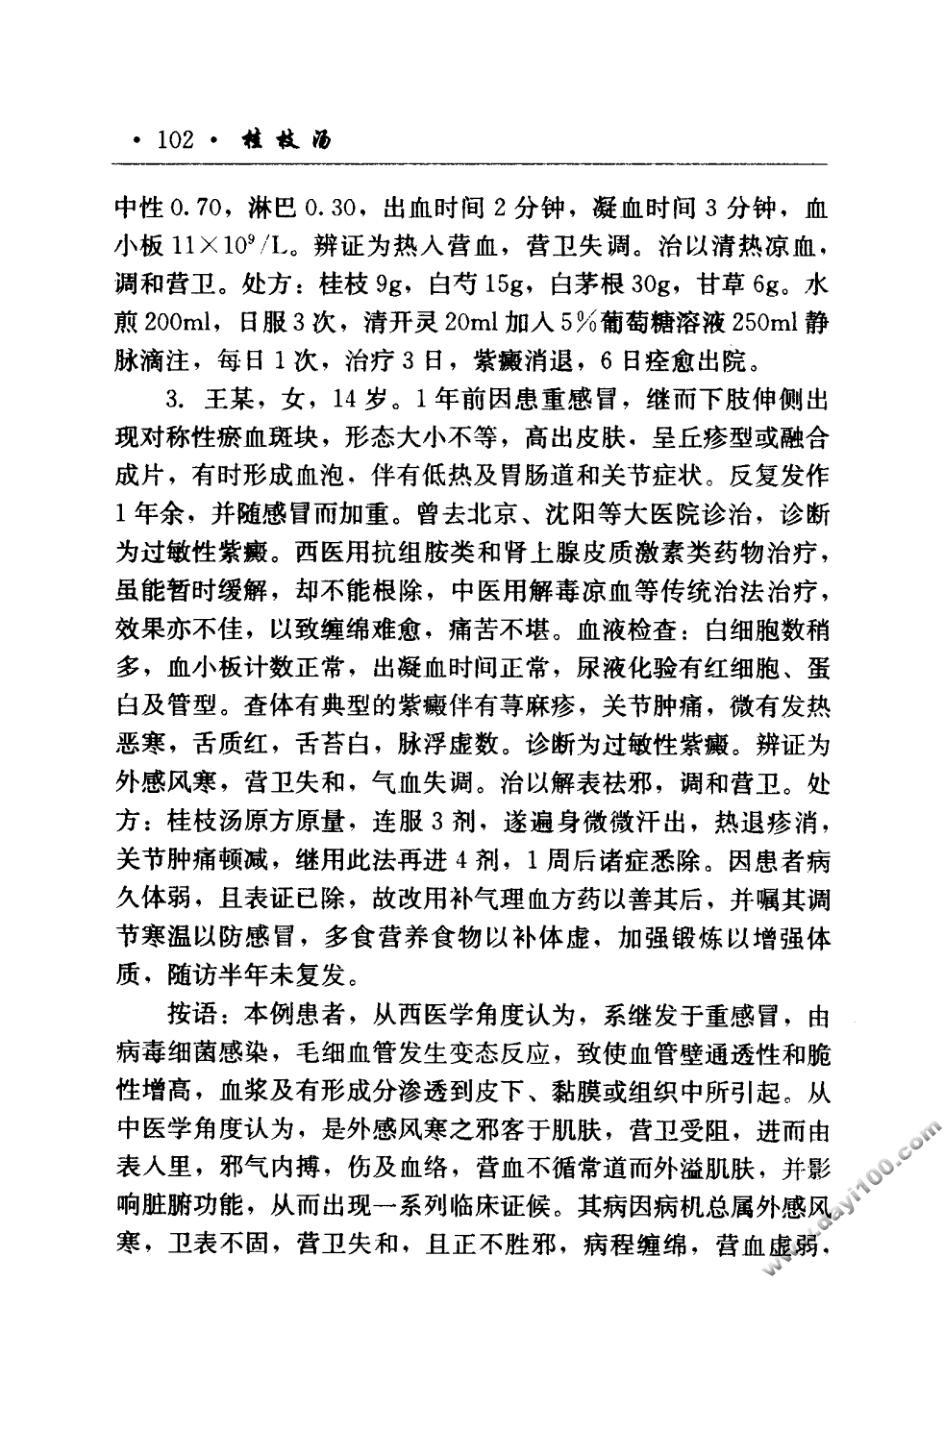 · 102 · 桂枝汤
中性 0.70，淋巴 0.30，出血时间 2 分钟，凝血时间 3 分钟，血
小板 11×10⁹/L。辨证为热入营血，营卫失调。治以清热凉血，
调和营卫。处方：桂枝 9g，白芍 15g，白茅根 30g，甘草 6g。水
煎 200ml，日服 3 次，清开灵 20ml 加入 5%葡萄糖溶液 250ml 静
脉滴注，每日 1 次，治疗 3 日，紫癜消退，6 日痊愈出院。
3. 王某，女，14 岁。1 年前因患重感冒，继而下肢伸侧出
现对称性瘀血斑块，形态大小不等，高出皮肤，呈丘疹型或融合
成片，有时形成血泡，伴有低热及胃肠道和关节症状。反复发作
1 年余，并随感冒而加重。曾去北京、沈阳等大医院诊治，诊断
为过敏性紫癜。西医用抗组胺类和肾上腺皮质激素类药物治疗，
虽能暂时缓解，却不能根除，中医用解毒凉血等传统治法治疗，
效果亦不佳，以致缠绵难愈，痛苦不堪。血液检查：白细胞数稍
多，血小板计数正常，出凝血时间正常，尿液化验有红细胞、蛋
白及管型。查体有典型的紫癜伴有荨麻疹，关节肿痛，微有发热
恶寒，舌质红，舌苔白，脉浮虚数。诊断为过敏性紫癜。辨证为
外感风寒，营卫失和，气血失调。治以解表祛邪，调和营卫。处
方：桂枝汤原方原量，连服 3 剂，遂遍身微微汗出，热退疹消，
关节肿痛顿减，继用此法再进 4 剂，1 周后诸症悉除。因患者病
久体弱，且表证已除，故改用补气理血方药以善其后，并嘱其调
节寒温以防感冒，多食营养食物以补体虚，加强锻炼以增强体
质，随访半年未复发。
按语：本例患者，从西医学角度认为，系继发于重感冒，由
病毒细菌感染，毛细血管发生变态反应，致使血管壁通透性和脆
性增高，血浆及有形成分渗透到皮下、黏膜或组织中所引起。从
中医学角度认为，是外感风寒之邪客于肌肤，营卫受阻，进而由
表入里，邪气内搏，伤及血络，营血不循常道而外溢肌肤，并影
响脏腑功能，从而出现一系列临床证候。其病因病机总属外感风
寒，卫表不固，营卫失和，且正不胜邪，病程缠绵，营血虚弱，
www.dayi100.com